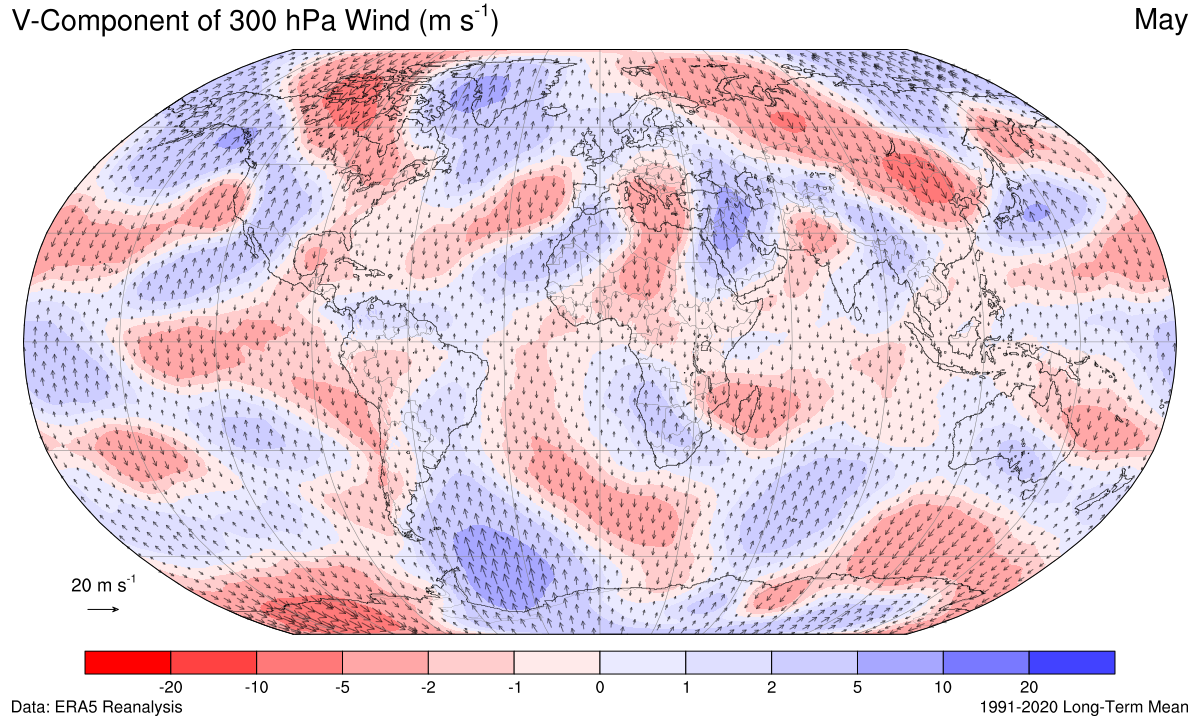 V-Component of 300 hPa Wind (m s⁻¹)
May
20 m s⁻¹
-20 -10 -5 -2 -1 0 1 2 5 10 20
Data: ERA5 Reanalysis
1991-2020 Long-Term Mean